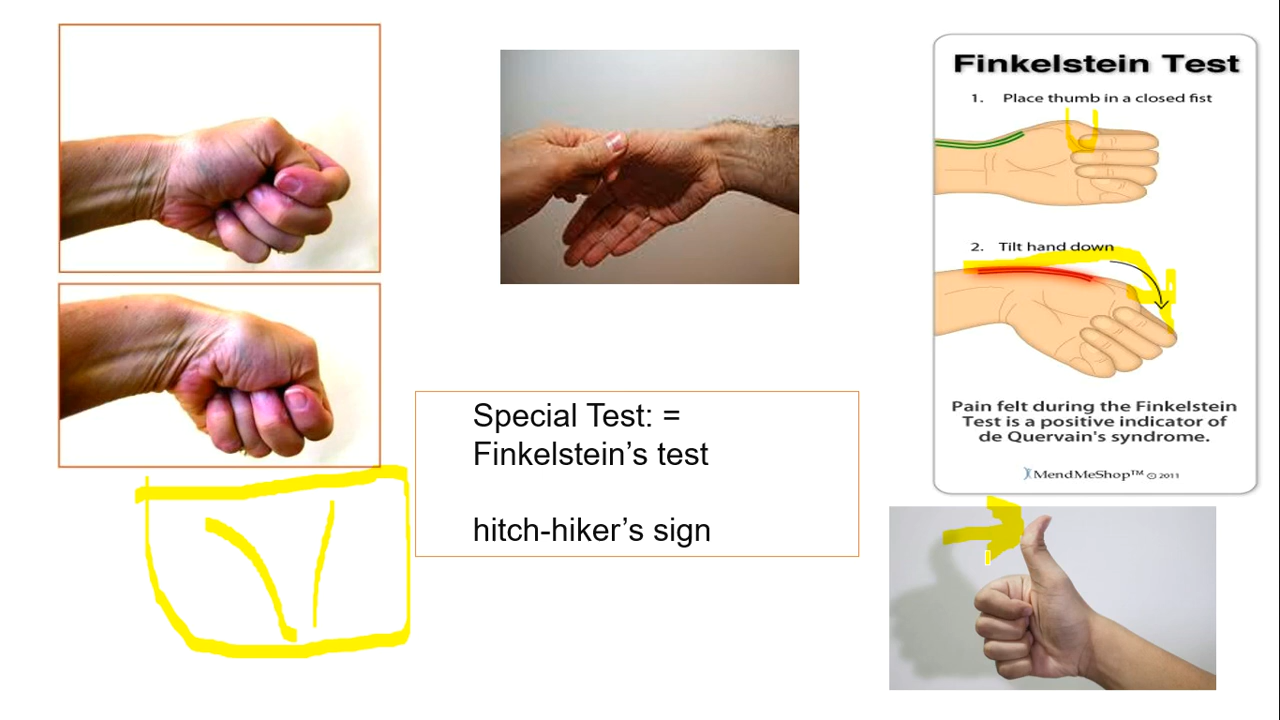 Special Test: =
Finkelstein’s test
hitch-hiker’s sign
Finkelstein Test
1. Place thumb in a closed fist
2. Tilt hand down
Pain felt during the Finkelstein
Test is a positive indicator of
de Quervain's syndrome.
MendMeShop™ © 2011